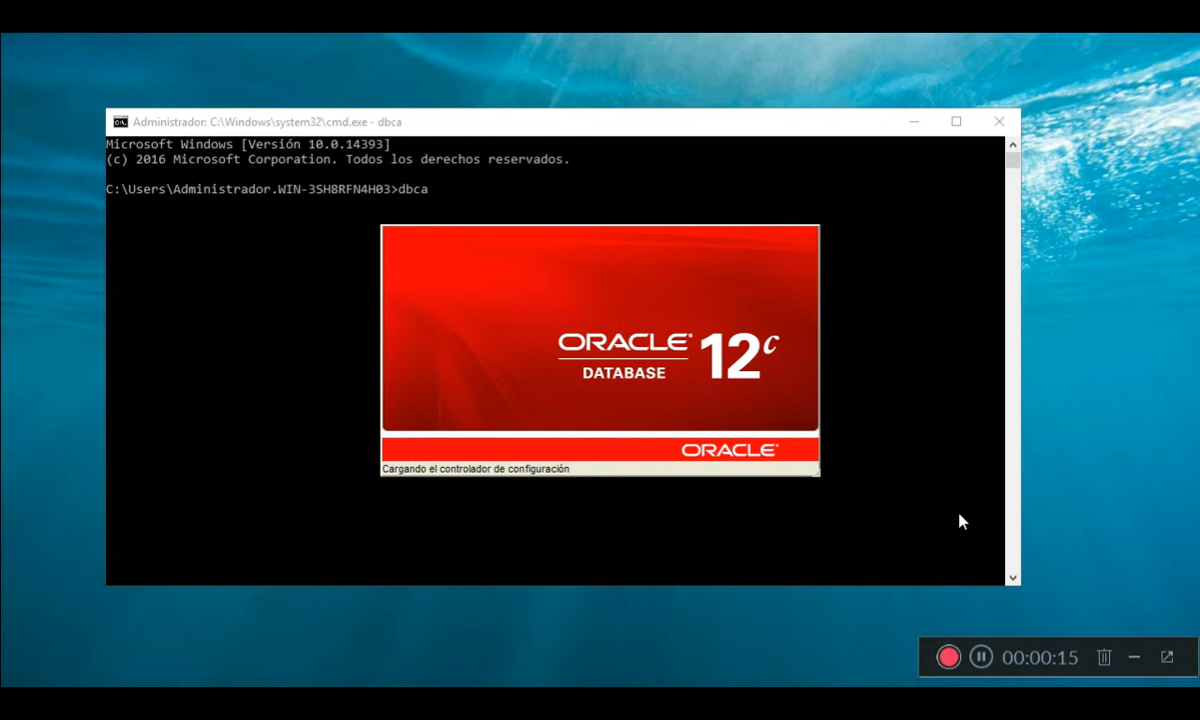 Administrador: C:\Windows\system32\cmd.exe - dbca
Microsoft Windows [Versión 10.0.14393]
(c) 2016 Microsoft Corporation. Todos los derechos reservados.
C:\Users\Administrador.WIN-3SH8RFN4H03>dbca
ORACLE® 12c
DATABASE
ORACLE®
Cargando el controlador de configuración
00:00:15